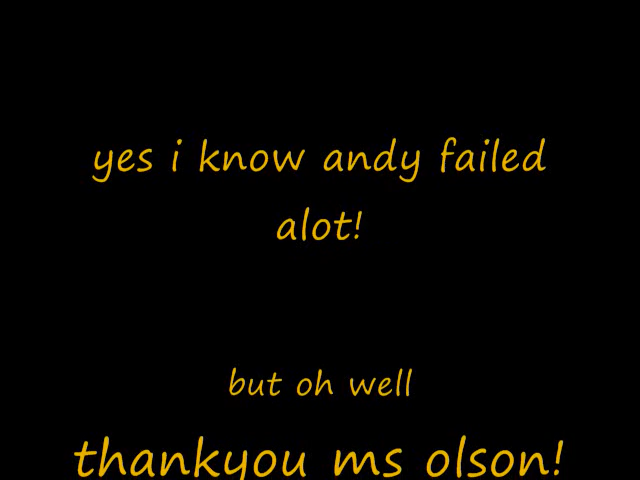 yes i know andy failed
alot!
but oh well
thankyou ms olson!